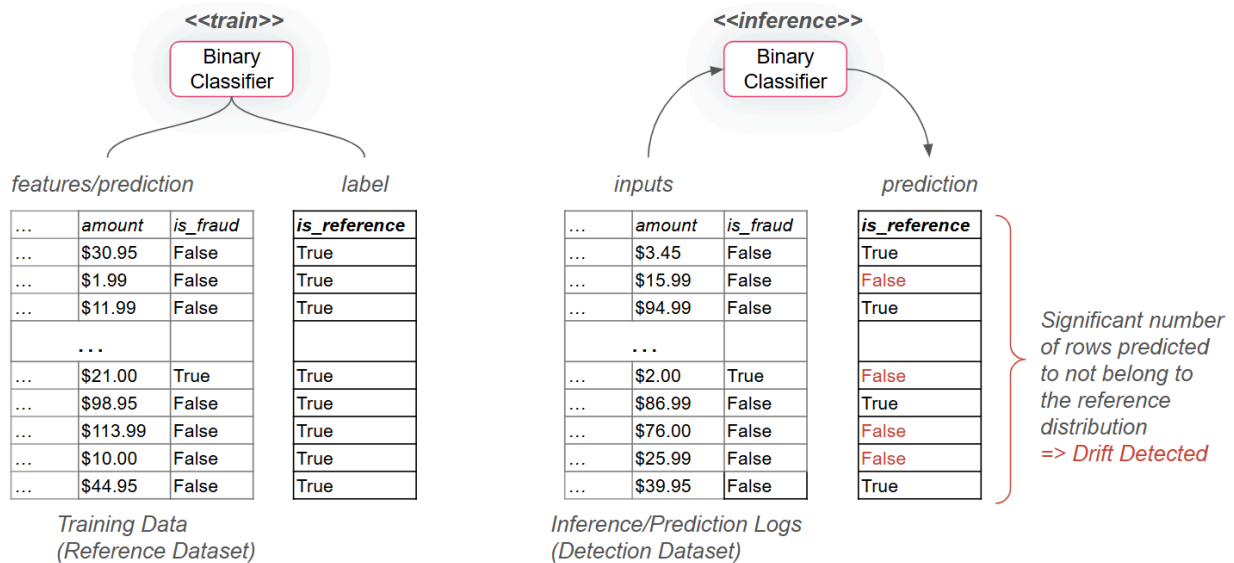 <<train>>
Binary
Classifier
features/prediction
label
... amount is_fraud is_reference
... $30.95 False True
... $1.99 False True
... $11.99 False True
...
... $21.00 True True
... $98.95 False True
... $113.99 False True
... $10.00 False True
... $44.95 False True
Training Data
(Reference Dataset)
<<inference>>
Binary
Classifier
inputs
prediction
... amount is_fraud is_reference
... $3.45 False True
... $15.99 False False
... $94.99 False True
...
... $2.00 True False
... $86.99 False True
... $76.00 False False
... $25.99 False False
... $39.95 False True
Inference/Prediction Logs
(Detection Dataset)
Significant number
of rows predicted
to not belong to
the reference
distribution
=> Drift Detected